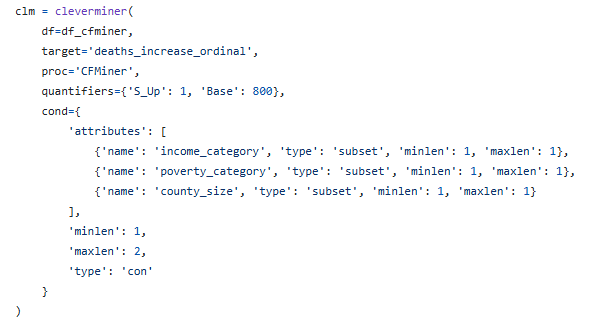 clm = cleverminer(
    df=df_cfminer,
    target='deaths_increase_ordinal',
    proc='CFMiner',
    quantifiers={'S_Up': 1, 'Base': 800},
    cond={
        'attributes': [
            {'name': 'income_category', 'type': 'subset', 'minlen': 1, 'maxlen': 1},
            {'name': 'poverty_category', 'type': 'subset', 'minlen': 1, 'maxlen': 1},
            {'name': 'county_size', 'type': 'subset', 'minlen': 1, 'maxlen': 1}
        ],
        'minlen': 1,
        'maxlen': 2,
        'type': 'con'
    }
)